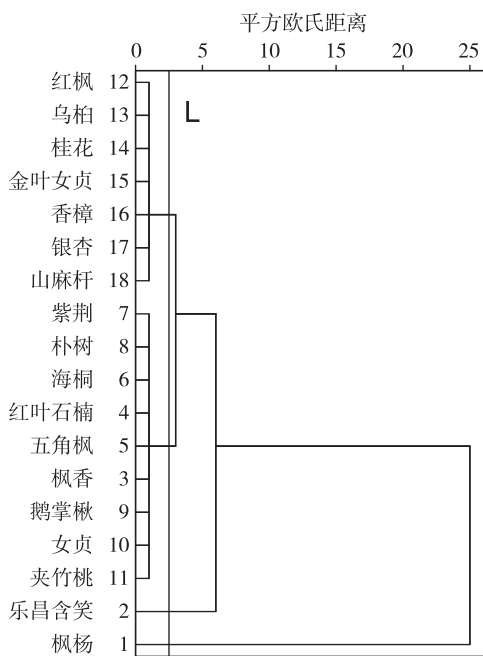 平方欧氏距离
0 5 10 15 20 25
L
红枫 12
乌桕 13
桂花 14
金叶女贞 15
香樟 16
银杏 17
山麻杆 18
紫荆 7
朴树 8
海桐 6
红叶石楠 4
五角枫 5
枫香 3
鹅掌楸 9
女贞 10
夹竹桃 11
乐昌含笑 2
枫杨 1